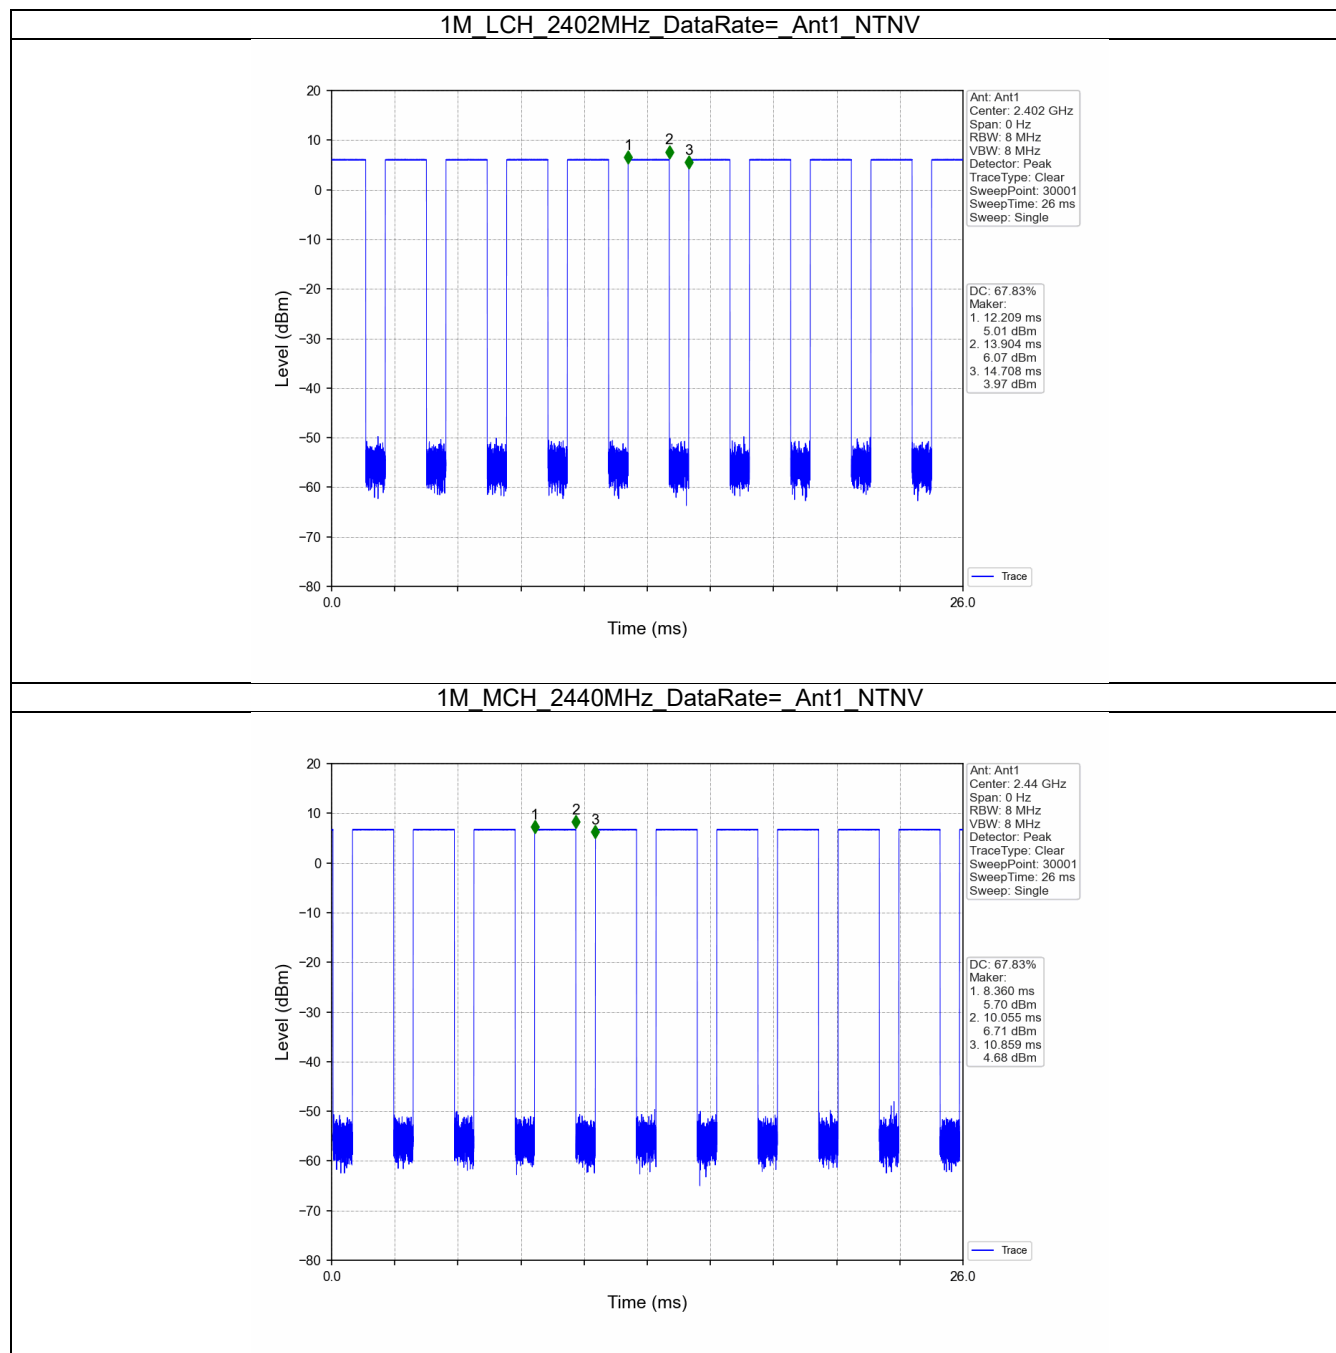 1M_LCH_2402MHz_DataRate=_Ant1_NTNV
20
10
0
−10
−20
−30
−40
−50
−60
−70
−80
Level (dBm)
1
2
3
0.0
26.0
Time (ms)
Ant: Ant1
Center: 2.402 GHz
Span: 0 Hz
RBW: 8 MHz
VBW: 8 MHz
Detector: Peak
TraceType: Clear
SweepPoint: 30001
SweepTime: 26 ms
Sweep: Single
DC: 67.83%
Maker:
1. 12.209 ms
5.01 dBm
2. 13.904 ms
6.07 dBm
3. 14.708 ms
3.97 dBm
Trace
1M_MCH_2440MHz_DataRate=_Ant1_NTNV
20
10
0
−10
−20
−30
−40
−50
−60
−70
−80
Level (dBm)
1
2
3
0.0
26.0
Time (ms)
Ant: Ant1
Center: 2.44 GHz
Span: 0 Hz
RBW: 8 MHz
VBW: 8 MHz
Detector: Peak
TraceType: Clear
SweepPoint: 30001
SweepTime: 26 ms
Sweep: Single
DC: 67.83%
Maker:
1. 8.360 ms
5.70 dBm
2. 10.055 ms
6.71 dBm
3. 10.859 ms
4.68 dBm
Trace